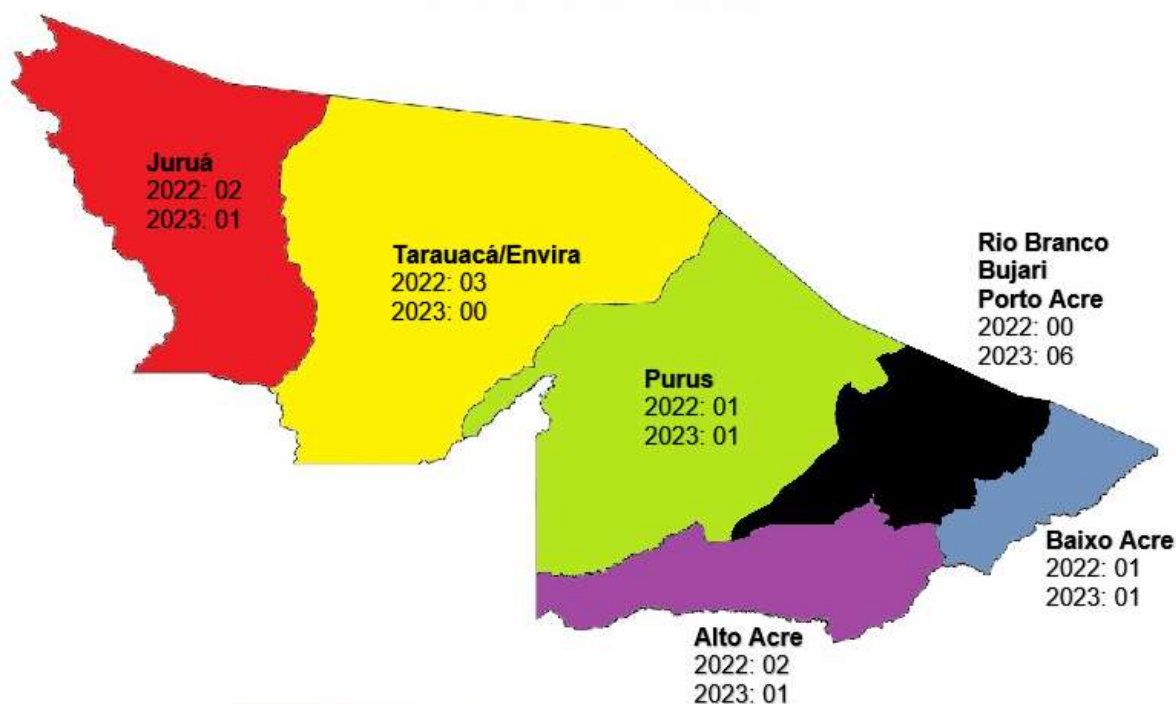 Juruá
2022: 02
2023: 01
Tarauacá/Envira
2022: 03
2023: 00
Rio Branco
Bujari
Porto Acre
2022: 00
2023: 06
Purus
2022: 01
2023: 01
Baixo Acre
2022: 01
2023: 01
Alto Acre
2022: 02
2023: 01